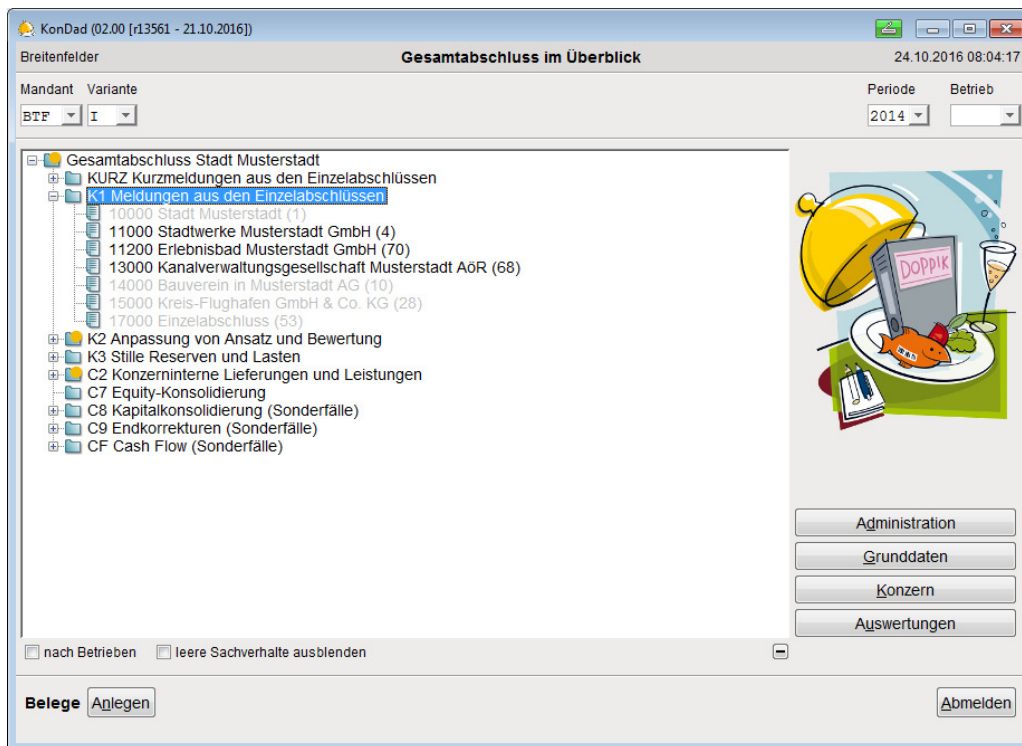 KonDad (02.00 [r13561 - 21.10.2016])
Breitenfelder Gesamtabschluss im Überblick 24.10.2016 08:04:17
Mandant Variante Periode Betrieb
BTF I 2014
Gesamtabschluss Stadt Musterstadt
KURZ Kurzmeldungen aus den Einzelabschlüssen
K1 Meldungen aus den Einzelabschlüssen
10000 Stadt Musterstadt (1)
11000 Stadtwerke Musterstadt GmbH (4)
11200 Erlebnisbad Musterstadt GmbH (70)
13000 Kanalverwaltungsgesellschaft Musterstadt AöR (68)
14000 Bauverein in Musterstadt AG (10)
15000 Kreis-Flughafen GmbH & Co. KG (28)
17000 Einzelabschluss (53)
K2 Anpassung von Ansatz und Bewertung
K3 Stille Reserven und Lasten
C2 Konzerninterne Lieferungen und Leistungen
C7 Equity-Konsolidierung
C8 Kapitalkonsolidierung (Sonderfälle)
C9 Endkorrekturen (Sonderfälle)
CF Cash Flow (Sonderfälle)
DOPPIK
Administration
Grunddaten
Konzern
Auswertungen
nach Betrieben leere Sachverhalte ausblenden
Belege Anlegen Abmelden